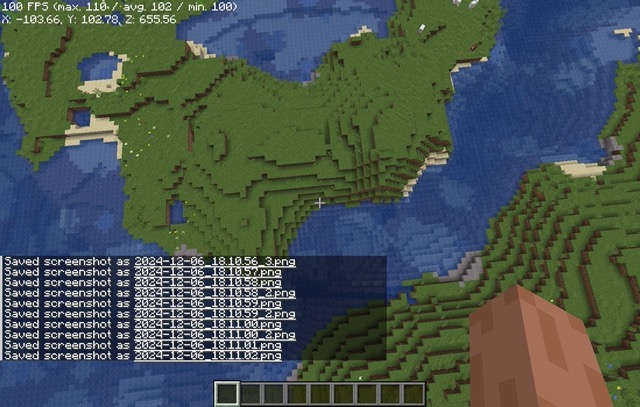 100 FPS (max. 110 / avg. 102 / min. 100)
X: -103.66, Y: 102.78, Z: 655.56
Saved screenshot as 2024-12-06_18.10.56_3.png
Saved screenshot as 2024-12-06_18.10.57.png
Saved screenshot as 2024-12-06_18.10.58.png
Saved screenshot as 2024-12-06_18.10.58_2.png
Saved screenshot as 2024-12-06_18.10.59.png
Saved screenshot as 2024-12-06_18.10.59_2.png
Saved screenshot as 2024-12-06_18.11.00.png
Saved screenshot as 2024-12-06_18.11.00_2.png
Saved screenshot as 2024-12-06_18.11.01.png
Saved screenshot as 2024-12-06_18.11.02.png